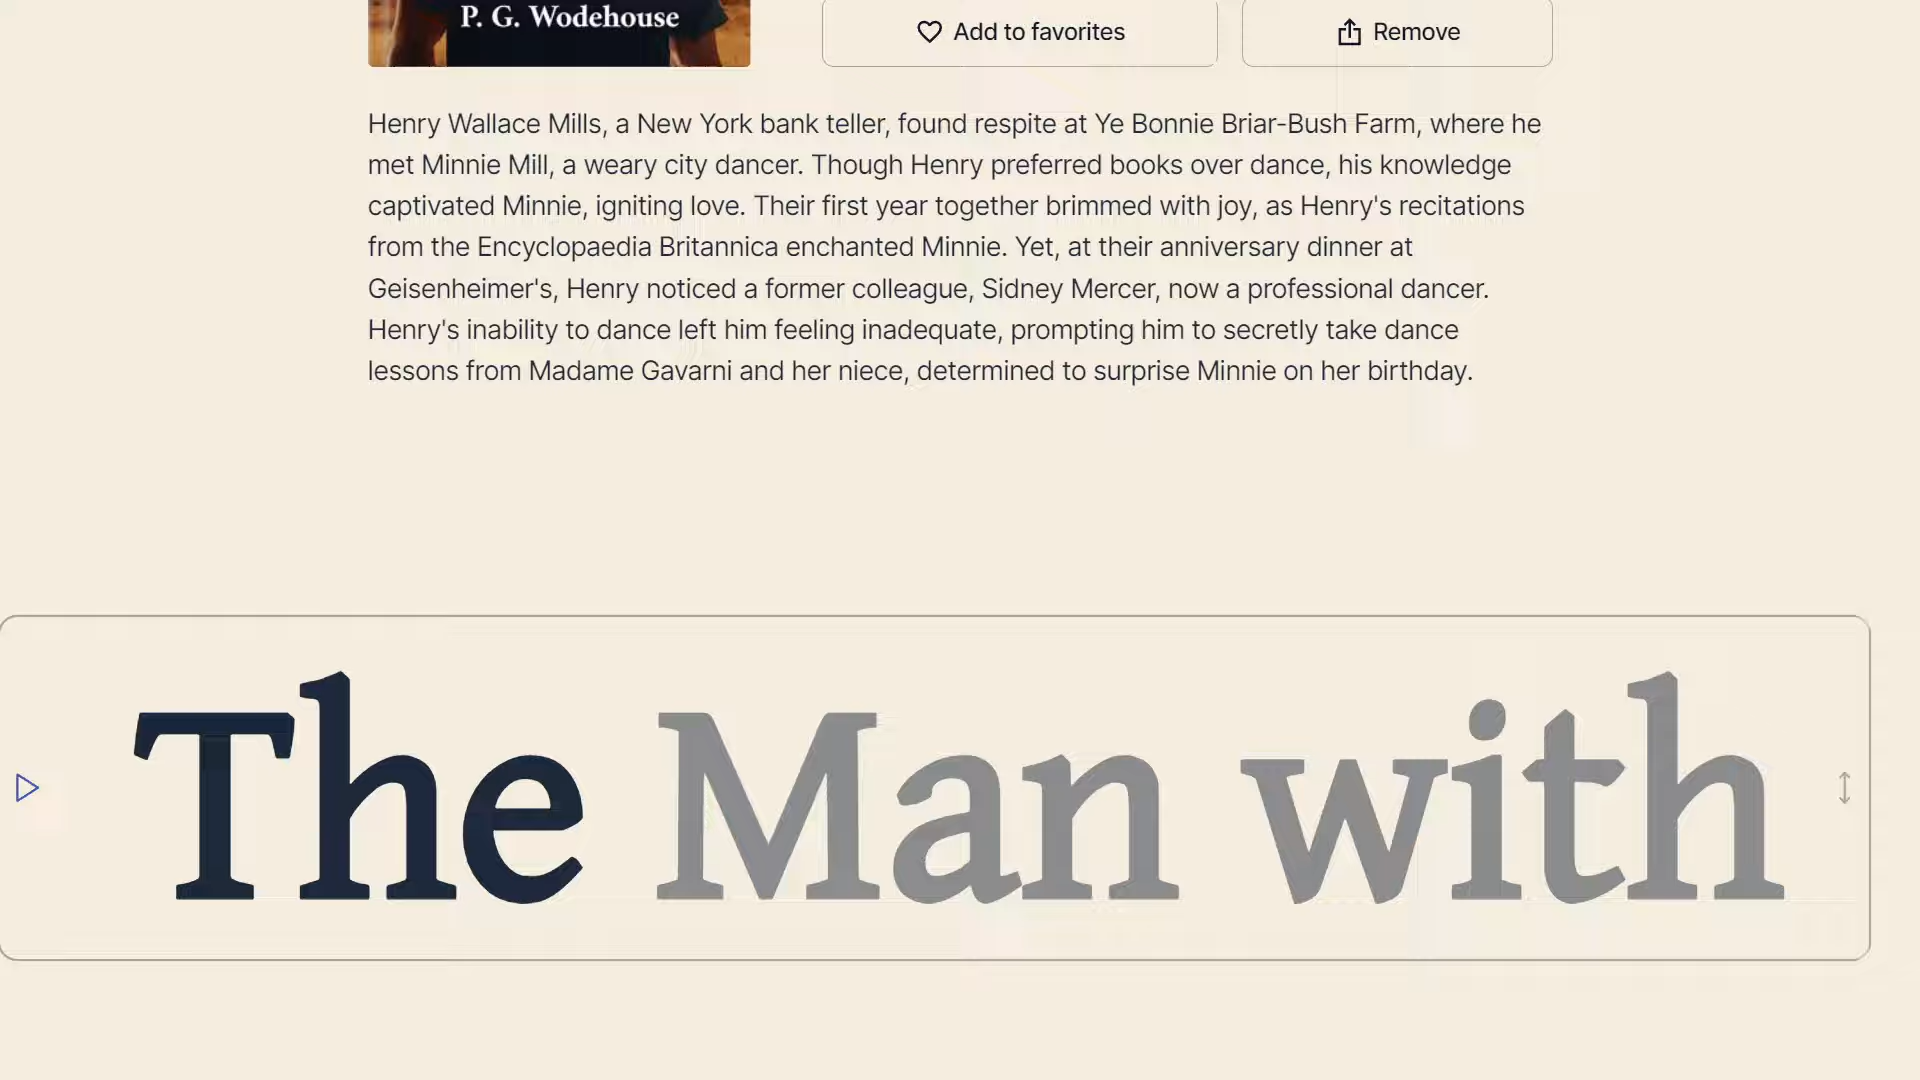 P. G. Wodehouse
Add to favorites
Remove
Henry Wallace Mills, a New York bank teller, found respite at Ye Bonnie Briar-Bush Farm, where he
met Minnie Mill, a weary city dancer. Though Henry preferred books over dance, his knowledge
captivated Minnie, igniting love. Their first year together brimmed with joy, as Henry's recitations
from the Encyclopaedia Britannica enchanted Minnie. Yet, at their anniversary dinner at
Geisenheimer's, Henry noticed a former colleague, Sidney Mercer, now a professional dancer.
Henry's inability to dance left him feeling inadequate, prompting him to secretly take dance
lessons from Madame Gavarni and her niece, determined to surprise Minnie on her birthday.
The Man with